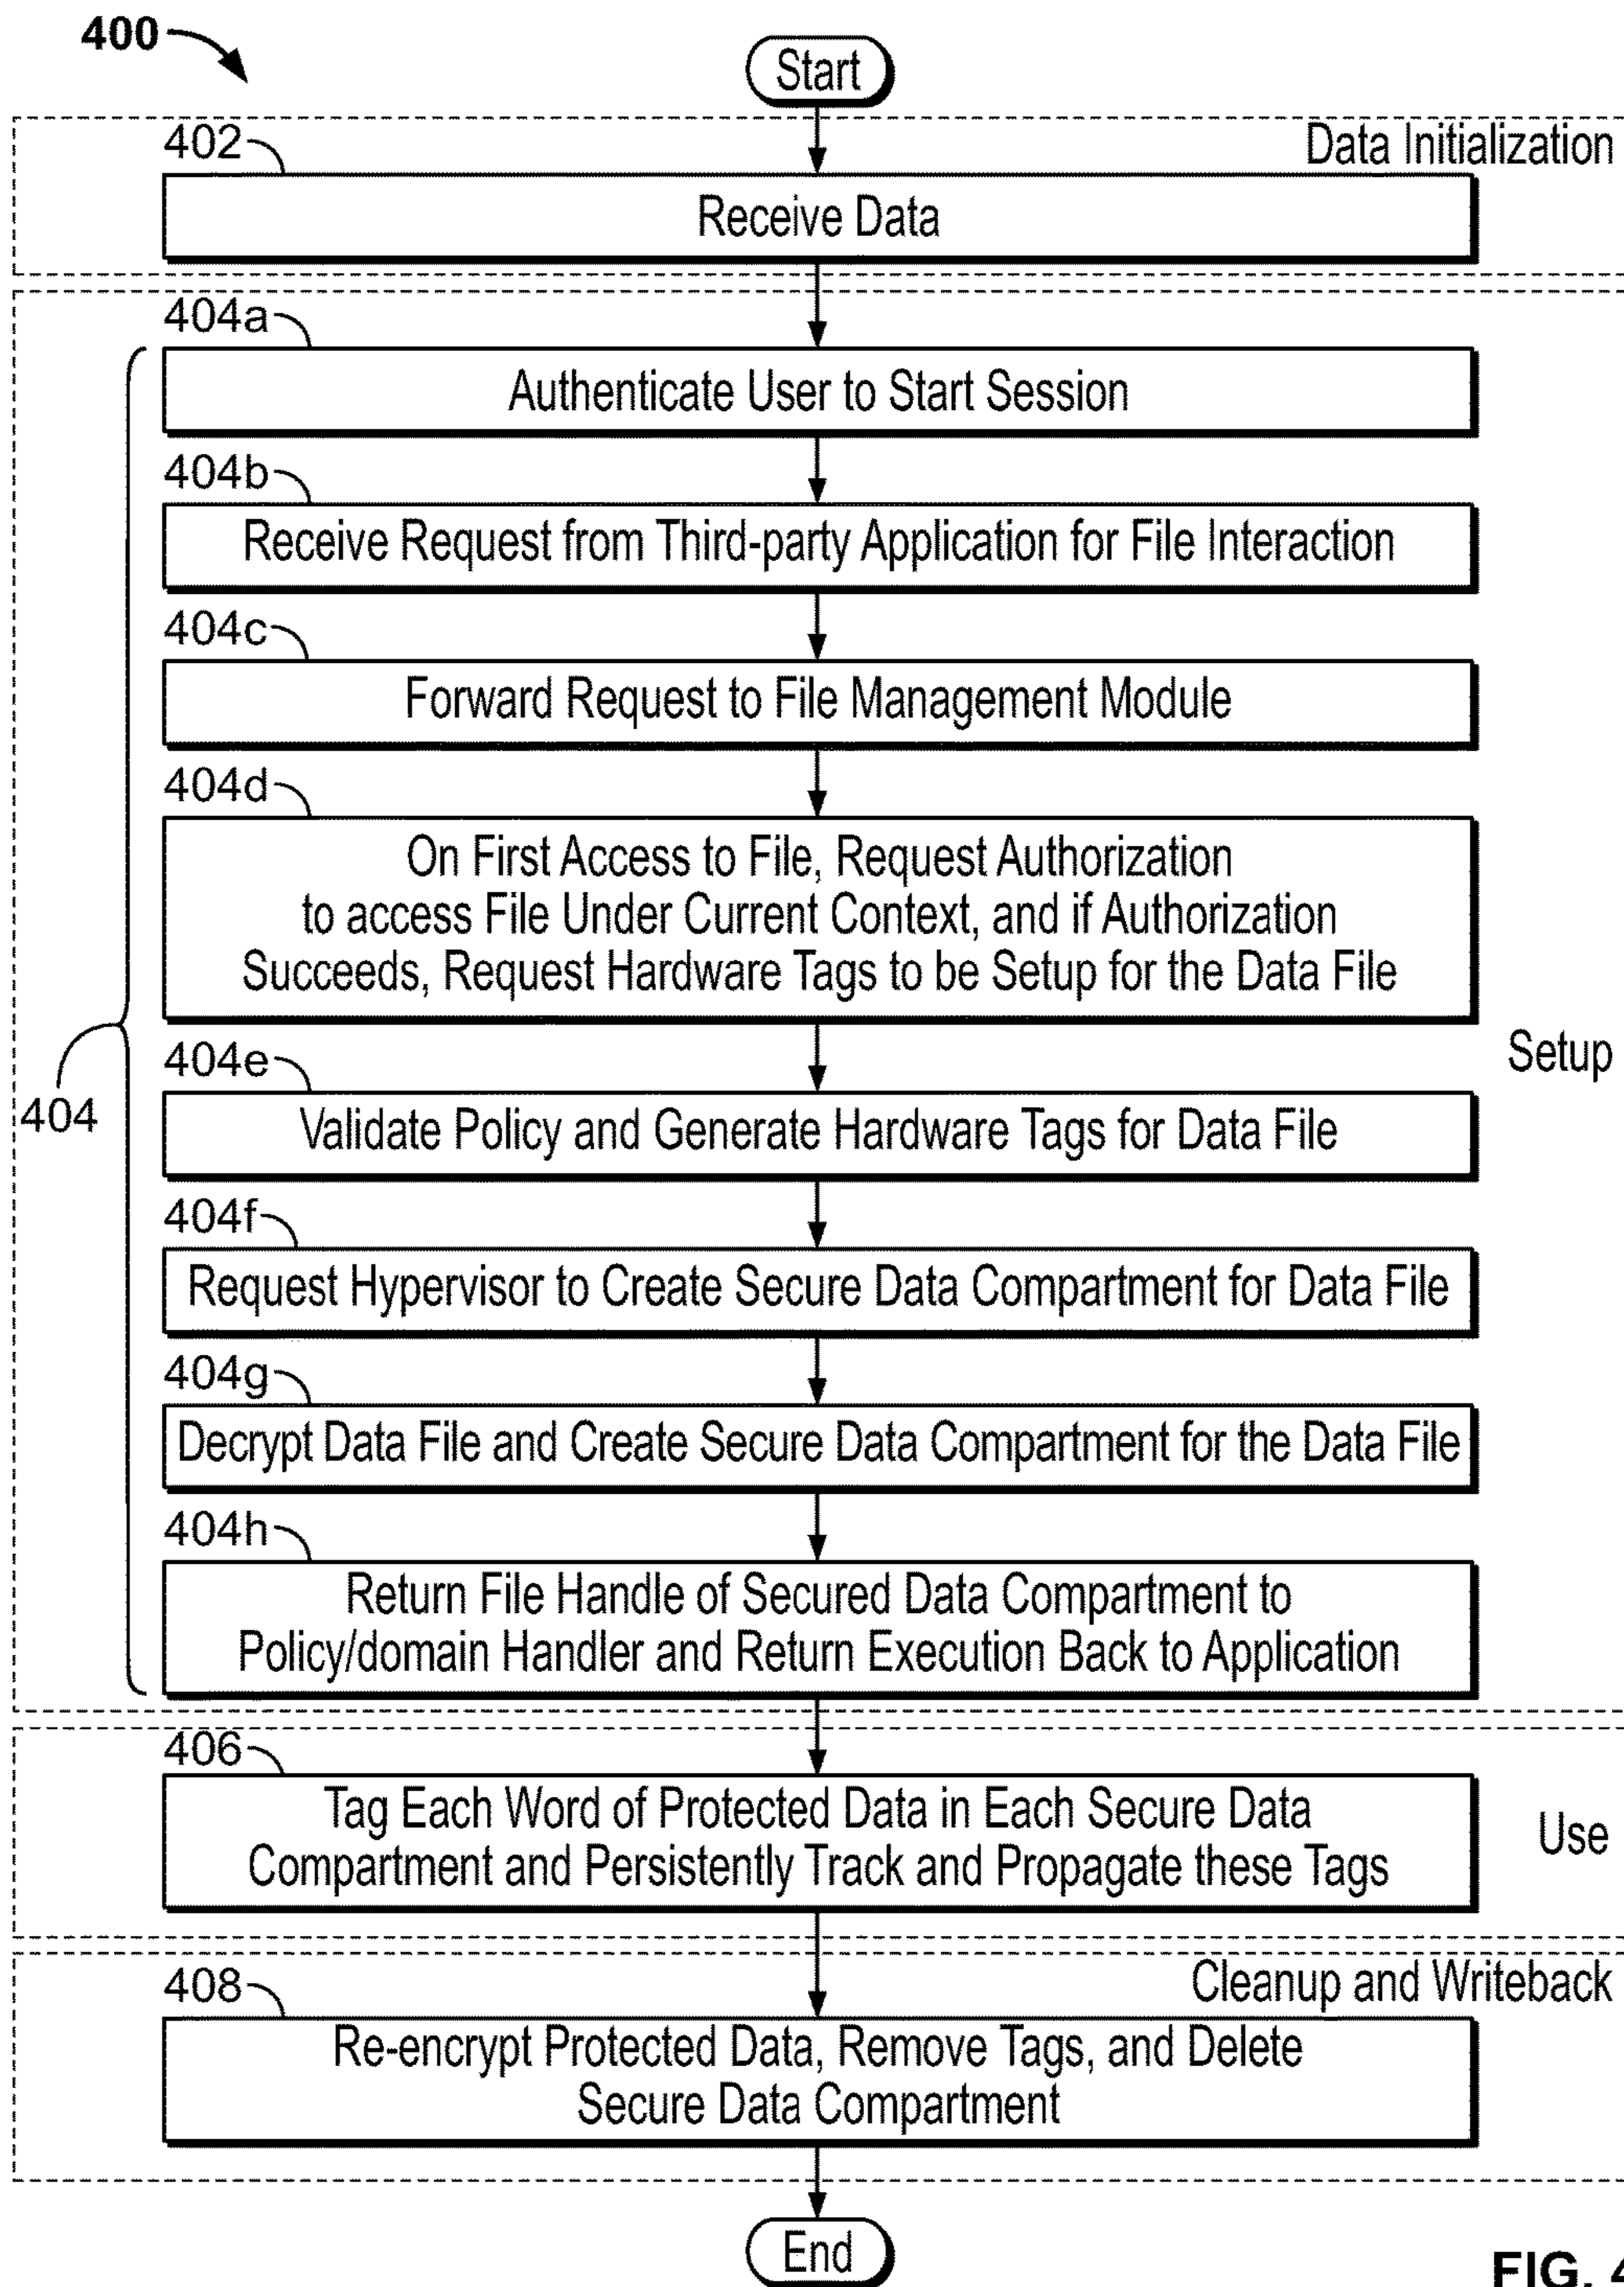 400
Start
Data Initialization
402
Receive Data
404a
Authenticate User to Start Session
404b
Receive Request from Third-party Application for File Interaction
404c
Forward Request to File Management Module
404d
On First Access to File, Request Authorization
to access File Under Current Context, and if Authorization
Succeeds, Request Hardware Tags to be Setup for the Data File
Setup
404e
404
Validate Policy and Generate Hardware Tags for Data File
404f
Request Hypervisor to Create Secure Data Compartment for Data File
404g
Decrypt Data File and Create Secure Data Compartment for the Data File
404h
Return File Handle of Secured Data Compartment to
Policy/domain Handler and Return Execution Back to Application
406
Tag Each Word of Protected Data in Each Secure Data
Compartment and Persistently Track and Propagate these Tags
Use
Cleanup and Writeback
408
Re-encrypt Protected Data, Remove Tags, and Delete
Secure Data Compartment
End
FIG. 4